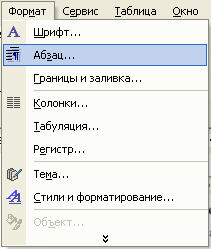 Формат Сервис Таблица Окно
Шрифт...
Абзац...
Границы и заливка...
Колонки...
Табуляция...
Регистр...
Тема...
Стили и форматирование...
Объект...